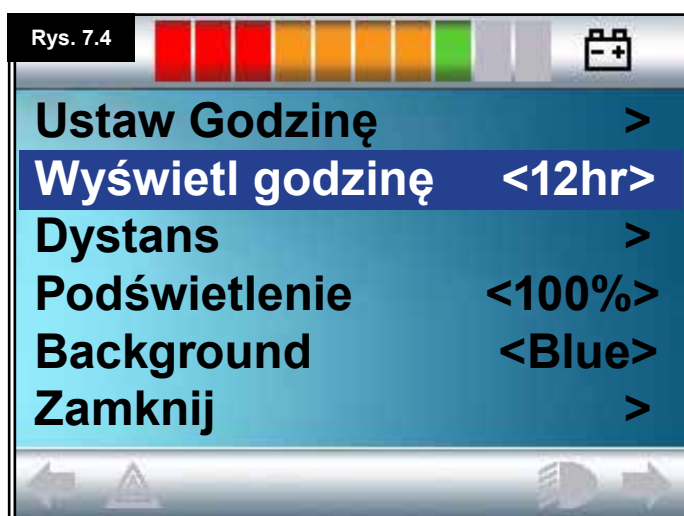 Rys. 7.4
Ustaw Godzinę >
Wyświetl godzinę <12hr>
Dystans >
Podświetlenie <100%>
Background <Blue>
Zamknij >